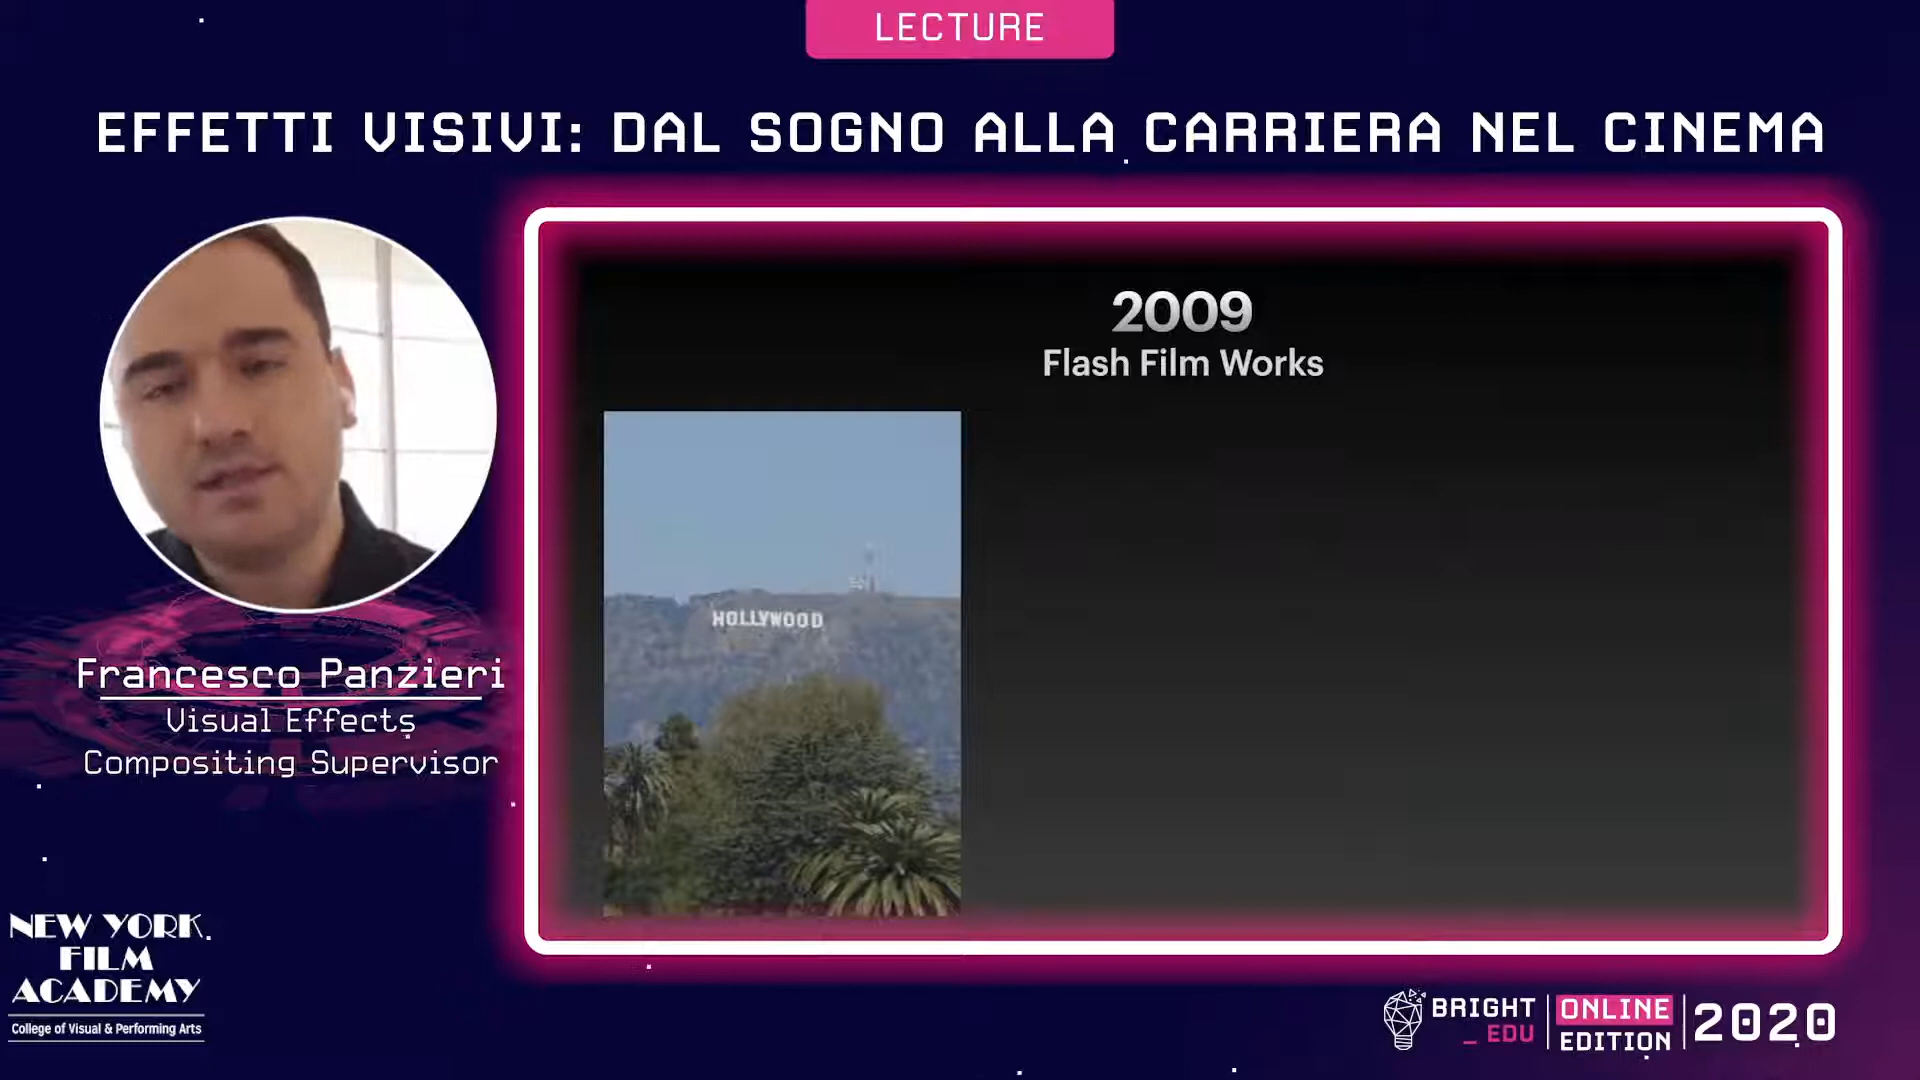 LECTURE
EFFETTI VISIVI: DAL SOGNO ALLA CARRIERA NEL CINEMA
2009
Flash Film Works
HOLLYWOOD
Francesco Panzieri
Visual Effects
Compositing Supervisor
NEW YORK
FILM
ACADEMY
College of Visual & Performing Arts
BRIGHT
_ EDU
ONLINE
EDITION
2020